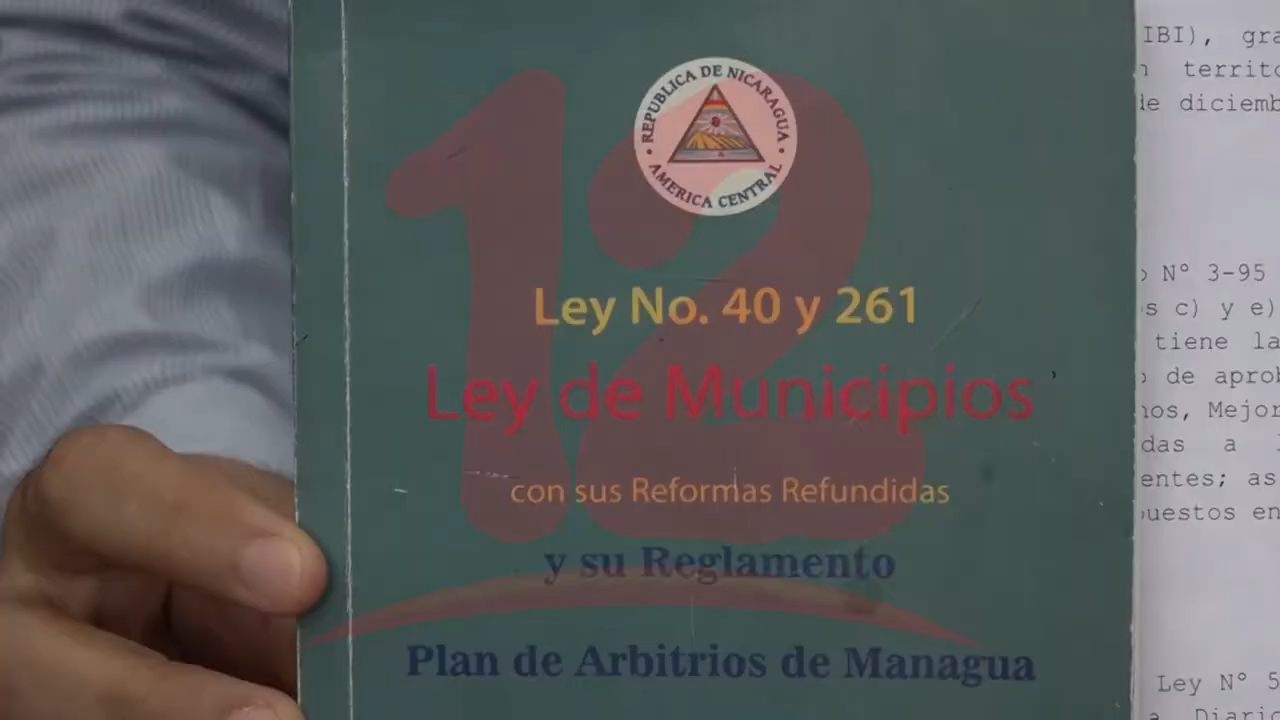 12
REPUBLICA DE NICARAGUA
AMERICA CENTRAL
Ley No. 40 y 261
Ley de Municipios
con sus Reformas Refundidas
y su Reglamento
Plan de Arbitrios de Managua
IBI), gra
territo
de diciemb
N° 3-95
s c) y e)
tiene la
de aprob
nos, Mejor
das a
entes; as
uestos en
Ley N° 5
a Diario